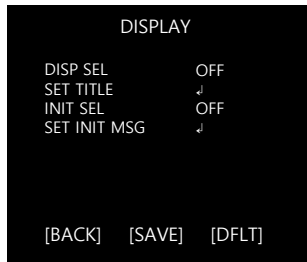 DISPLAY
DISP SEL OFF
SET TITLE ↲
INIT SEL OFF
SET INIT MSG ↲
[BACK] [SAVE] [DFLT]